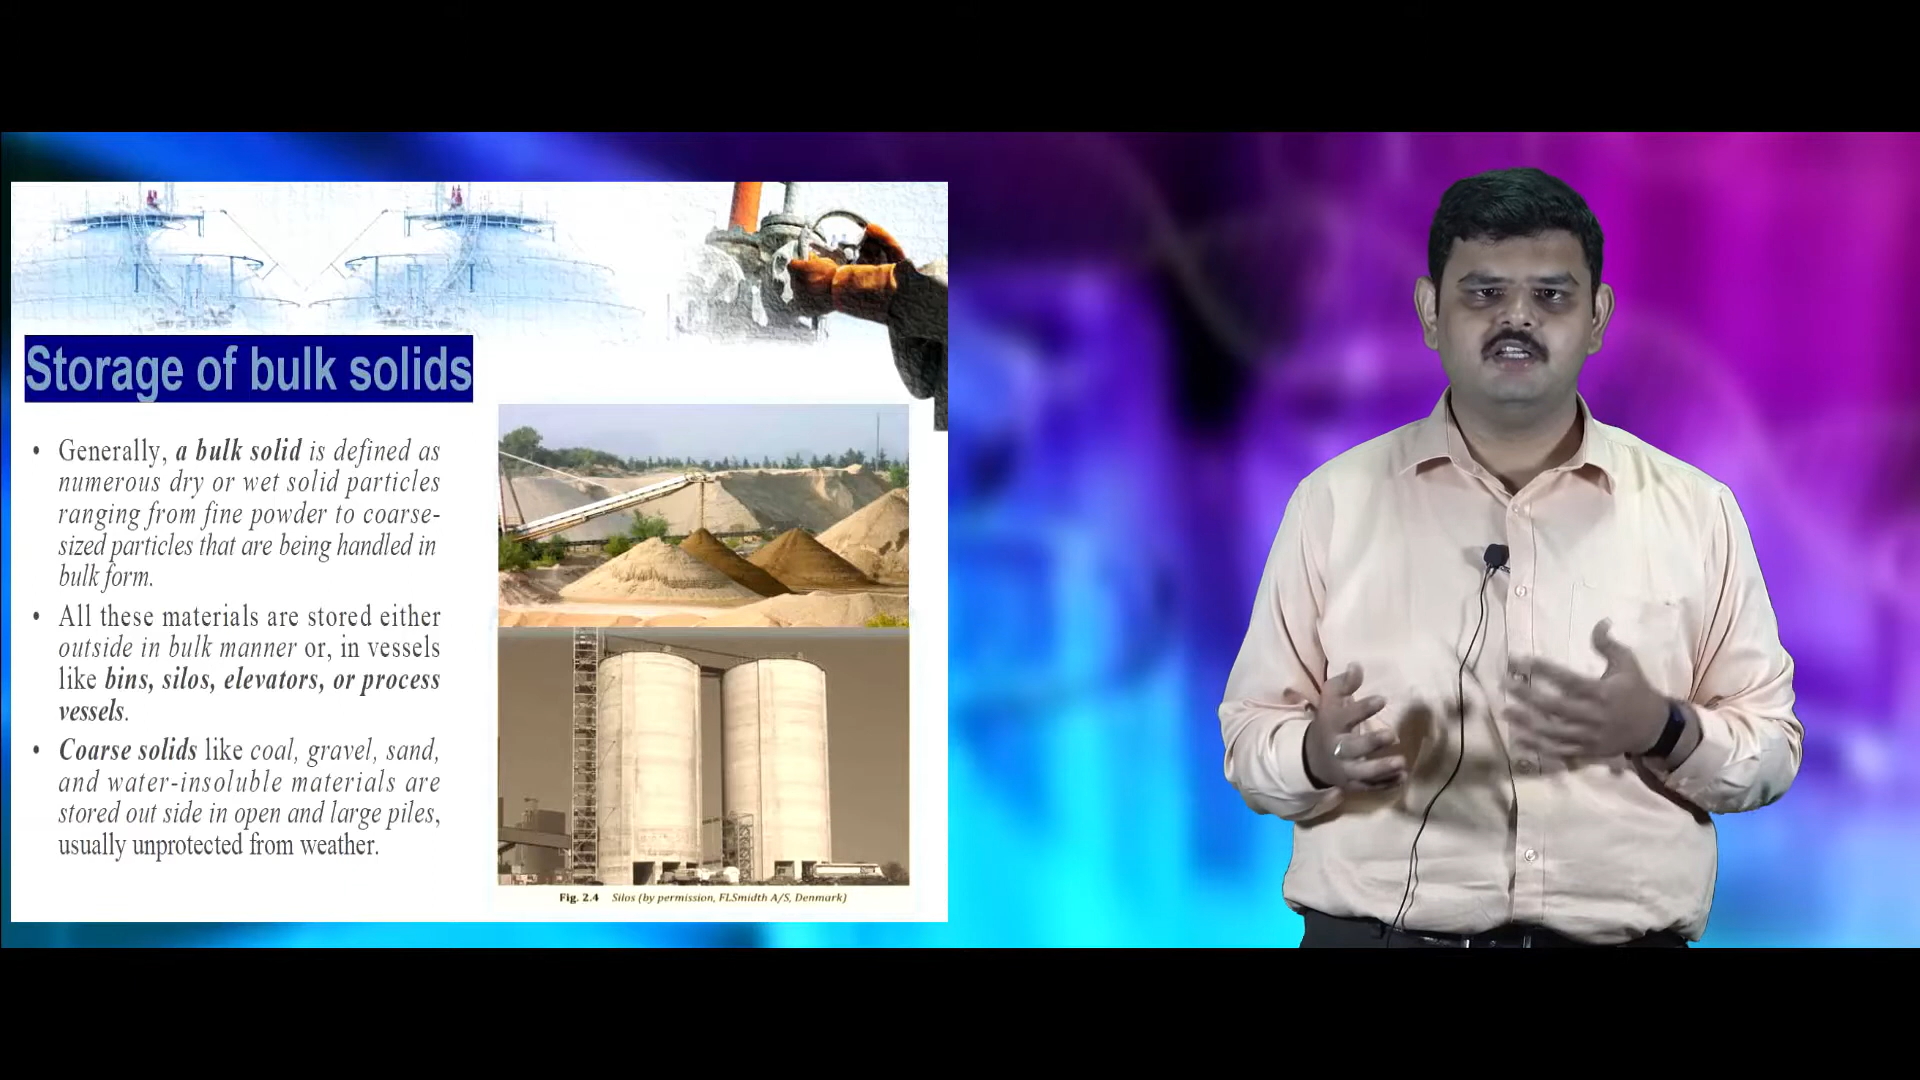 Storage of bulk solids
• Generally, a bulk solid is defined as
numerous dry or wet solid particles
ranging from fine powder to coarse-
sized particles that are being handled in
bulk form.
• All these materials are stored either
outside in bulk manner or, in vessels
like bins, silos, elevators, or process
vessels.
• Coarse solids like coal, gravel, sand,
and water-insoluble materials are
stored out side in open and large piles,
usually unprotected from weather.
Fig. 2.4 Silos (by permission, FLSmidth A/S, Denmark)